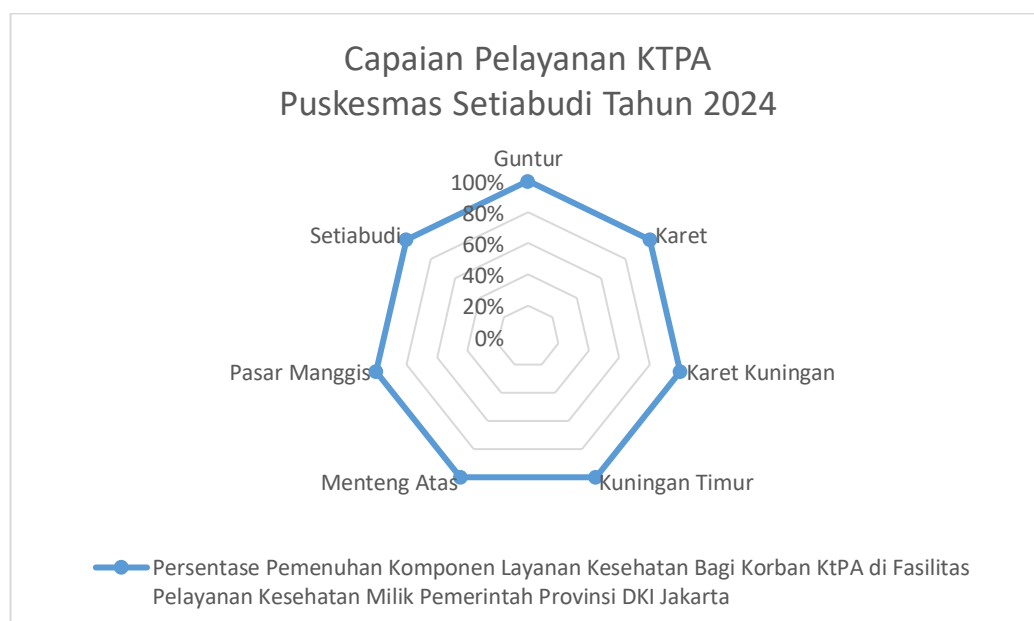 Capaian Pelayanan KTPA
Puskesmas Setiabudi Tahun 2024
Guntur
100%
80%
60%
40%
20%
0%
Setiabudi
Karet
Pasar Manggis
Karet Kuningan
Menteng Atas
Kuningan Timur
Persentase Pemenuhan Komponen Layanan Kesehatan Bagi Korban KtPA di Fasilitas
Pelayanan Kesehatan Milik Pemerintah Provinsi DKI Jakarta